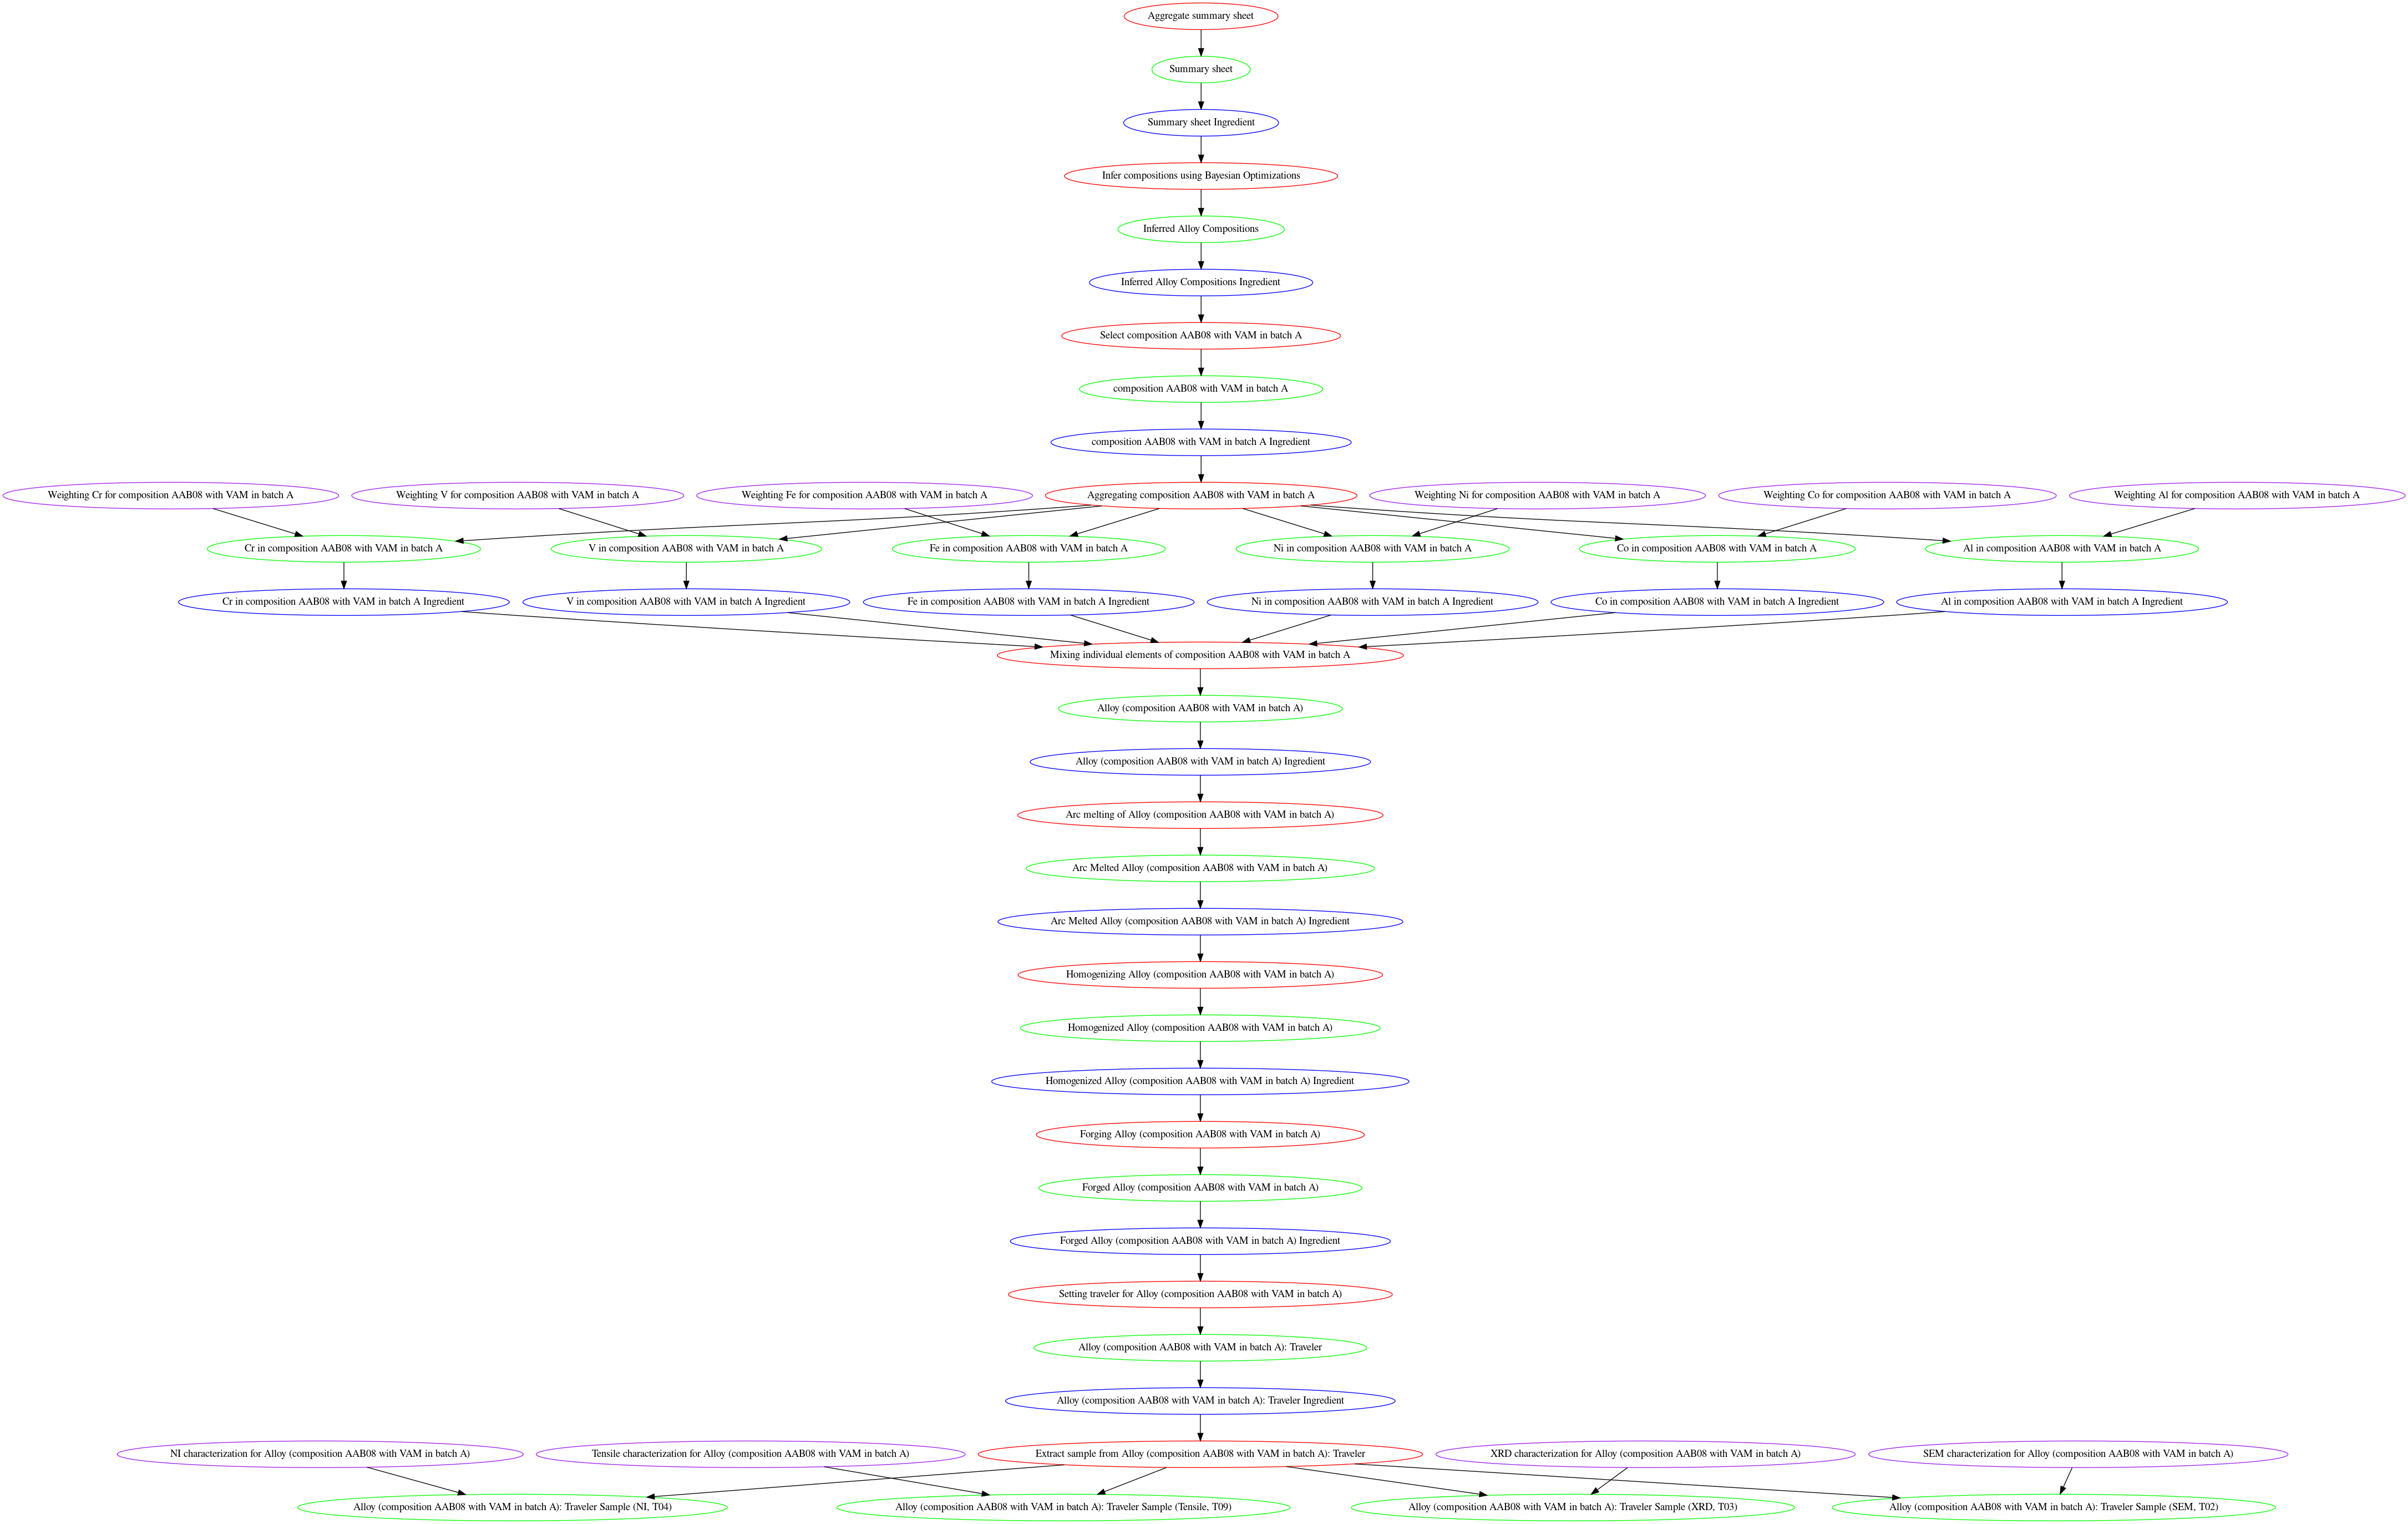 Aggregate summary sheet
Summary sheet
Summary sheet Ingredient
Infer compositions using Bayesian Optimizations
Inferred Alloy Compositions
Inferred Alloy Compositions Ingredient
Select composition AAB08 with VAM in batch A
composition AAB08 with VAM in batch A
composition AAB08 with VAM in batch A Ingredient
Weighting Cr for composition AAB08 with VAM in batch A
Weighting V for composition AAB08 with VAM in batch A
Weighting Fe for composition AAB08 with VAM in batch A
Aggregating composition AAB08 with VAM in batch A
Weighting Ni for composition AAB08 with VAM in batch A
Weighting Co for composition AAB08 with VAM in batch A
Weighting Al for composition AAB08 with VAM in batch A
Cr in composition AAB08 with VAM in batch A
V in composition AAB08 with VAM in batch A
Fe in composition AAB08 with VAM in batch A
Ni in composition AAB08 with VAM in batch A
Co in composition AAB08 with VAM in batch A
Al in composition AAB08 with VAM in batch A
Cr in composition AAB08 with VAM in batch A Ingredient
V in composition AAB08 with VAM in batch A Ingredient
Fe in composition AAB08 with VAM in batch A Ingredient
Ni in composition AAB08 with VAM in batch A Ingredient
Co in composition AAB08 with VAM in batch A Ingredient
Al in composition AAB08 with VAM in batch A Ingredient
Mixing individual elements of composition AAB08 with VAM in batch A
Alloy (composition AAB08 with VAM in batch A)
Alloy (composition AAB08 with VAM in batch A) Ingredient
Arc melting of Alloy (composition AAB08 with VAM in batch A)
Arc Melted Alloy (composition AAB08 with VAM in batch A)
Arc Melted Alloy (composition AAB08 with VAM in batch A) Ingredient
Homogenizing Alloy (composition AAB08 with VAM in batch A)
Homogenized Alloy (composition AAB08 with VAM in batch A)
Homogenized Alloy (composition AAB08 with VAM in batch A) Ingredient
Forging Alloy (composition AAB08 with VAM in batch A)
Forged Alloy (composition AAB08 with VAM in batch A)
Forged Alloy (composition AAB08 with VAM in batch A) Ingredient
Setting traveler for Alloy (composition AAB08 with VAM in batch A)
Alloy (composition AAB08 with VAM in batch A): Traveler
Alloy (composition AAB08 with VAM in batch A): Traveler Ingredient
NI characterization for Alloy (composition AAB08 with VAM in batch A)
Tensile characterization for Alloy (composition AAB08 with VAM in batch A)
Extract sample from Alloy (composition AAB08 with VAM in batch A): Traveler
XRD characterization for Alloy (composition AAB08 with VAM in batch A)
SEM characterization for Alloy (composition AAB08 with VAM in batch A)
Alloy (composition AAB08 with VAM in batch A): Traveler Sample (NI, T04)
Alloy (composition AAB08 with VAM in batch A): Traveler Sample (Tensile, T09)
Alloy (composition AAB08 with VAM in batch A): Traveler Sample (XRD, T03)
Alloy (composition AAB08 with VAM in batch A): Traveler Sample (SEM, T02)